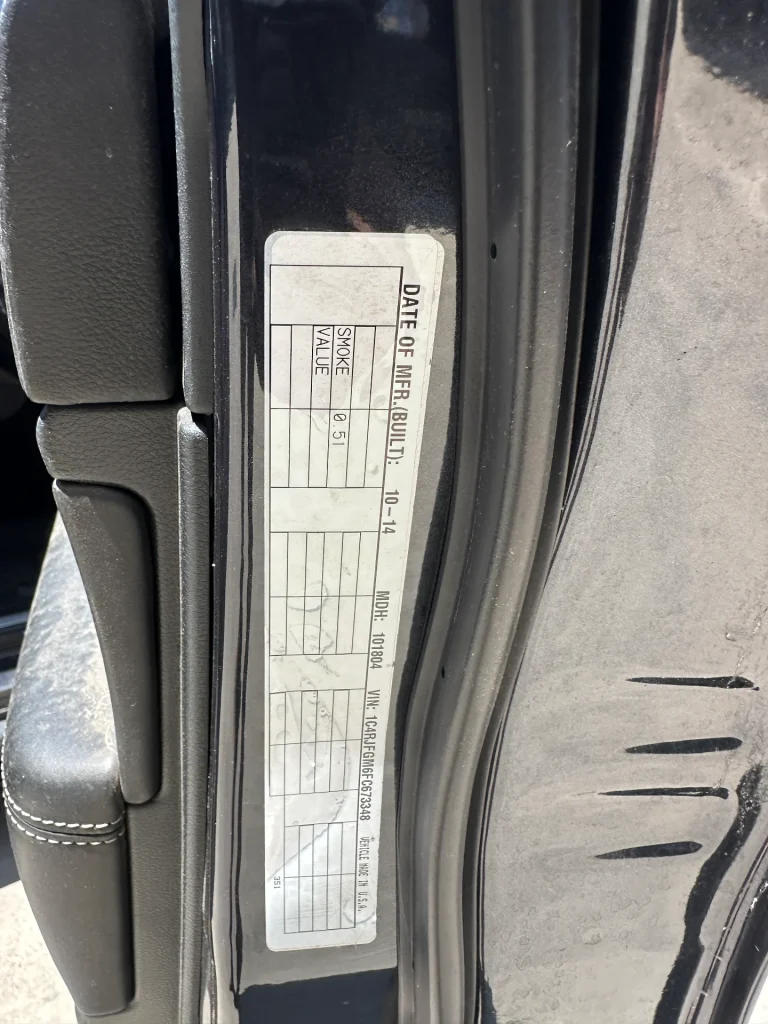 DATE OF MFR.(BUILT): 10-14 MDH: 101804 VIN: 1C4RJFGM6FC673348 VEHICLE MADE IN U.S.A.
SMOKE 0.51
VALUE
351